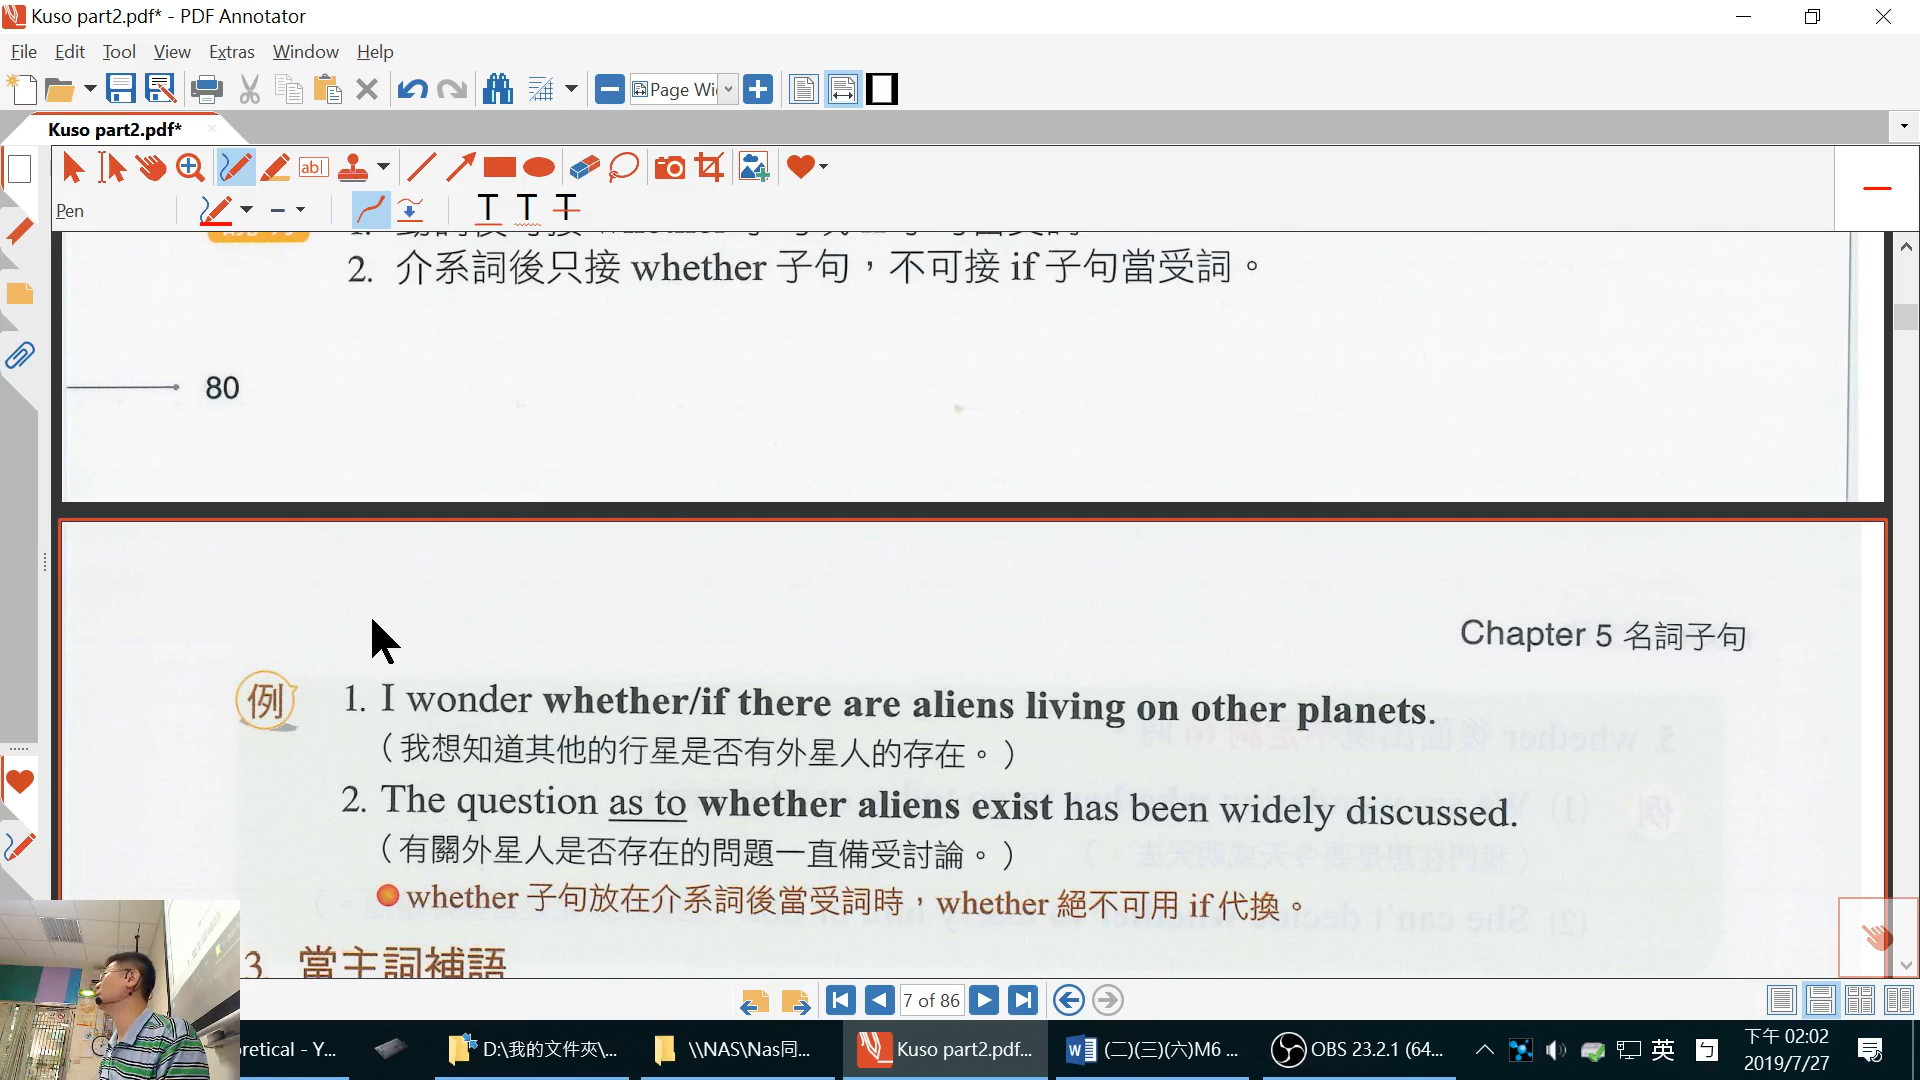 Kuso part2.pdf* - PDF Annotator
File Edit Tool View Extras Window Help
Page Wi
Kuso part2.pdf*
Pen
2. 介系詞後只接 whether 子句，不可接 if 子句當受詞。
80
Chapter 5 名詞子句
例 1. I wonder whether/if there are aliens living on other planets.
（我想知道其他的行星是否有外星人的存在。）
2. The question as to whether aliens exist has been widely discussed.
（有關外星人是否存在的問題一直備受討論。）
whether 子句放在介系詞後當受詞時，whether 絕不可用 if 代換。
3. 當主詞補語
7 of 86
retical - Y... D:\我的文件夾\... \\NAS\Nas同... Kuso part2.pdf... (二)(三)(六)M6 ... OBS 23.2.1 (64... 英 ㄅ 下午 02:02
2019/7/27